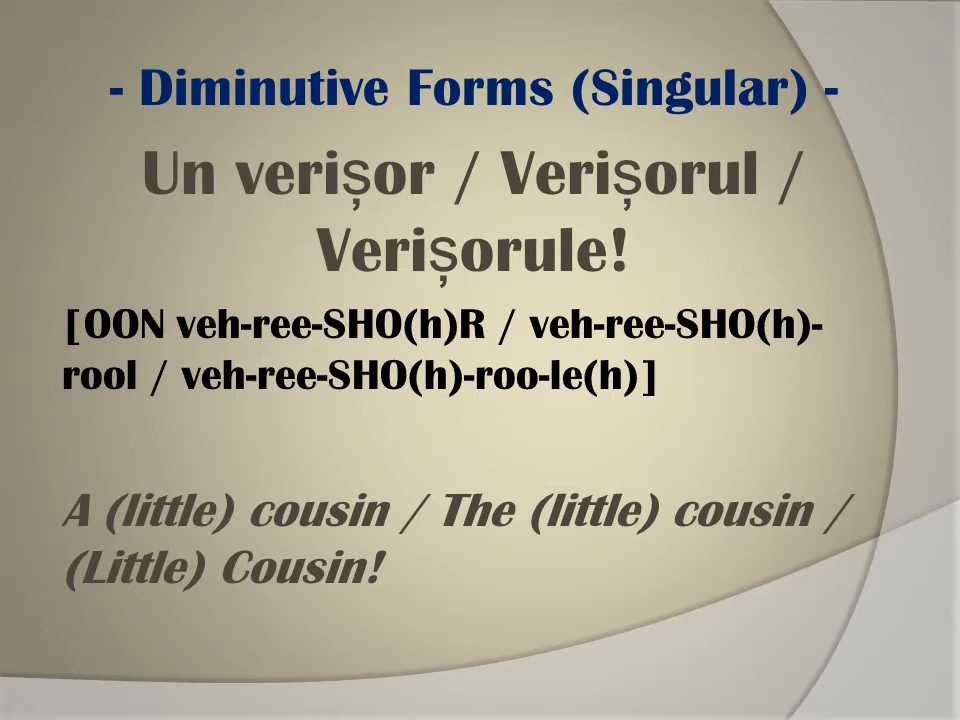 - Diminutive Forms (Singular) -
Un verișor / Verișorul /
Verișorule!
[OON veh-ree-SHO(h)R / veh-ree-SHO(h)-
rool / veh-ree-SHO(h)-roo-le(h)]
A (little) cousin / The (little) cousin /
(Little) Cousin!